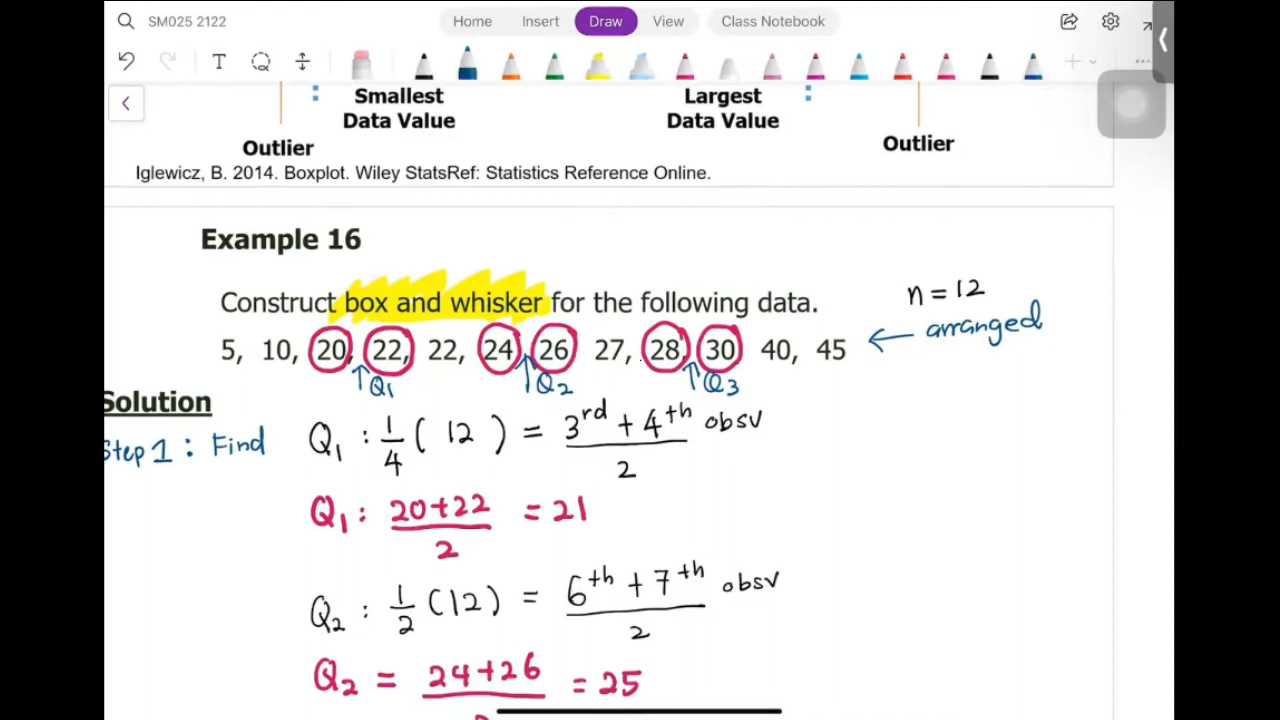 SM025 2122
Home Insert Draw View Class Notebook
Smallest Data Value
Largest Data Value
Outlier
Outlier
Iglewicz, B. 2014. Boxplot. Wiley StatsRef: Statistics Reference Online.
Example 16
Construct box and whisker for the following data.
n = 12
5, 10, 20, 22, 22, 24, 26 27, 28, 30 40, 45
← arranged
↑Q1 ↑Q2 ↑Q3
Solution
Step 1 : Find
Q1 : 1/4 ( 12 ) = 3rd + 4th / 2 obsv
Q1 : 20+22 / 2 = 21
Q2 : 1/2 (12) = 6th + 7th / 2 obsv
Q2 = 24+26 = 25